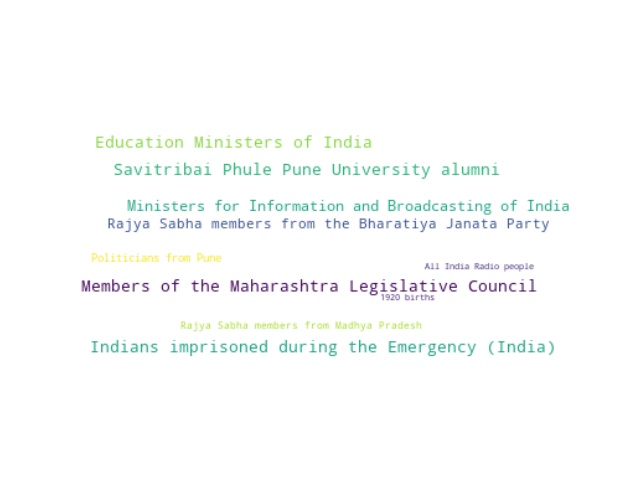 Education Ministers of India
Savitribai Phule Pune University alumni
Ministers for Information and Broadcasting of India
Rajya Sabha members from the Bharatiya Janata Party
Politicians from Pune
All India Radio people
Members of the Maharashtra Legislative Council
1920 births
Rajya Sabha members from Madhya Pradesh
Indians imprisoned during the Emergency (India)